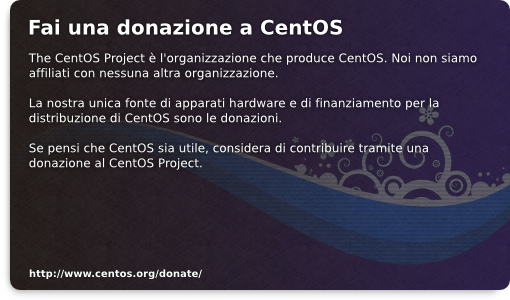 Fai una donazione a CentOS
The CentOS Project è l'organizzazione che produce CentOS. Noi non siamo
affiliati con nessuna altra organizzazione.
La nostra unica fonte di apparati hardware e di finanziamento per la
distribuzione di CentOS sono le donazioni.
Se pensi che CentOS sia utile, considera di contribuire tramite una
donazione al CentOS Project.
http://www.centos.org/donate/